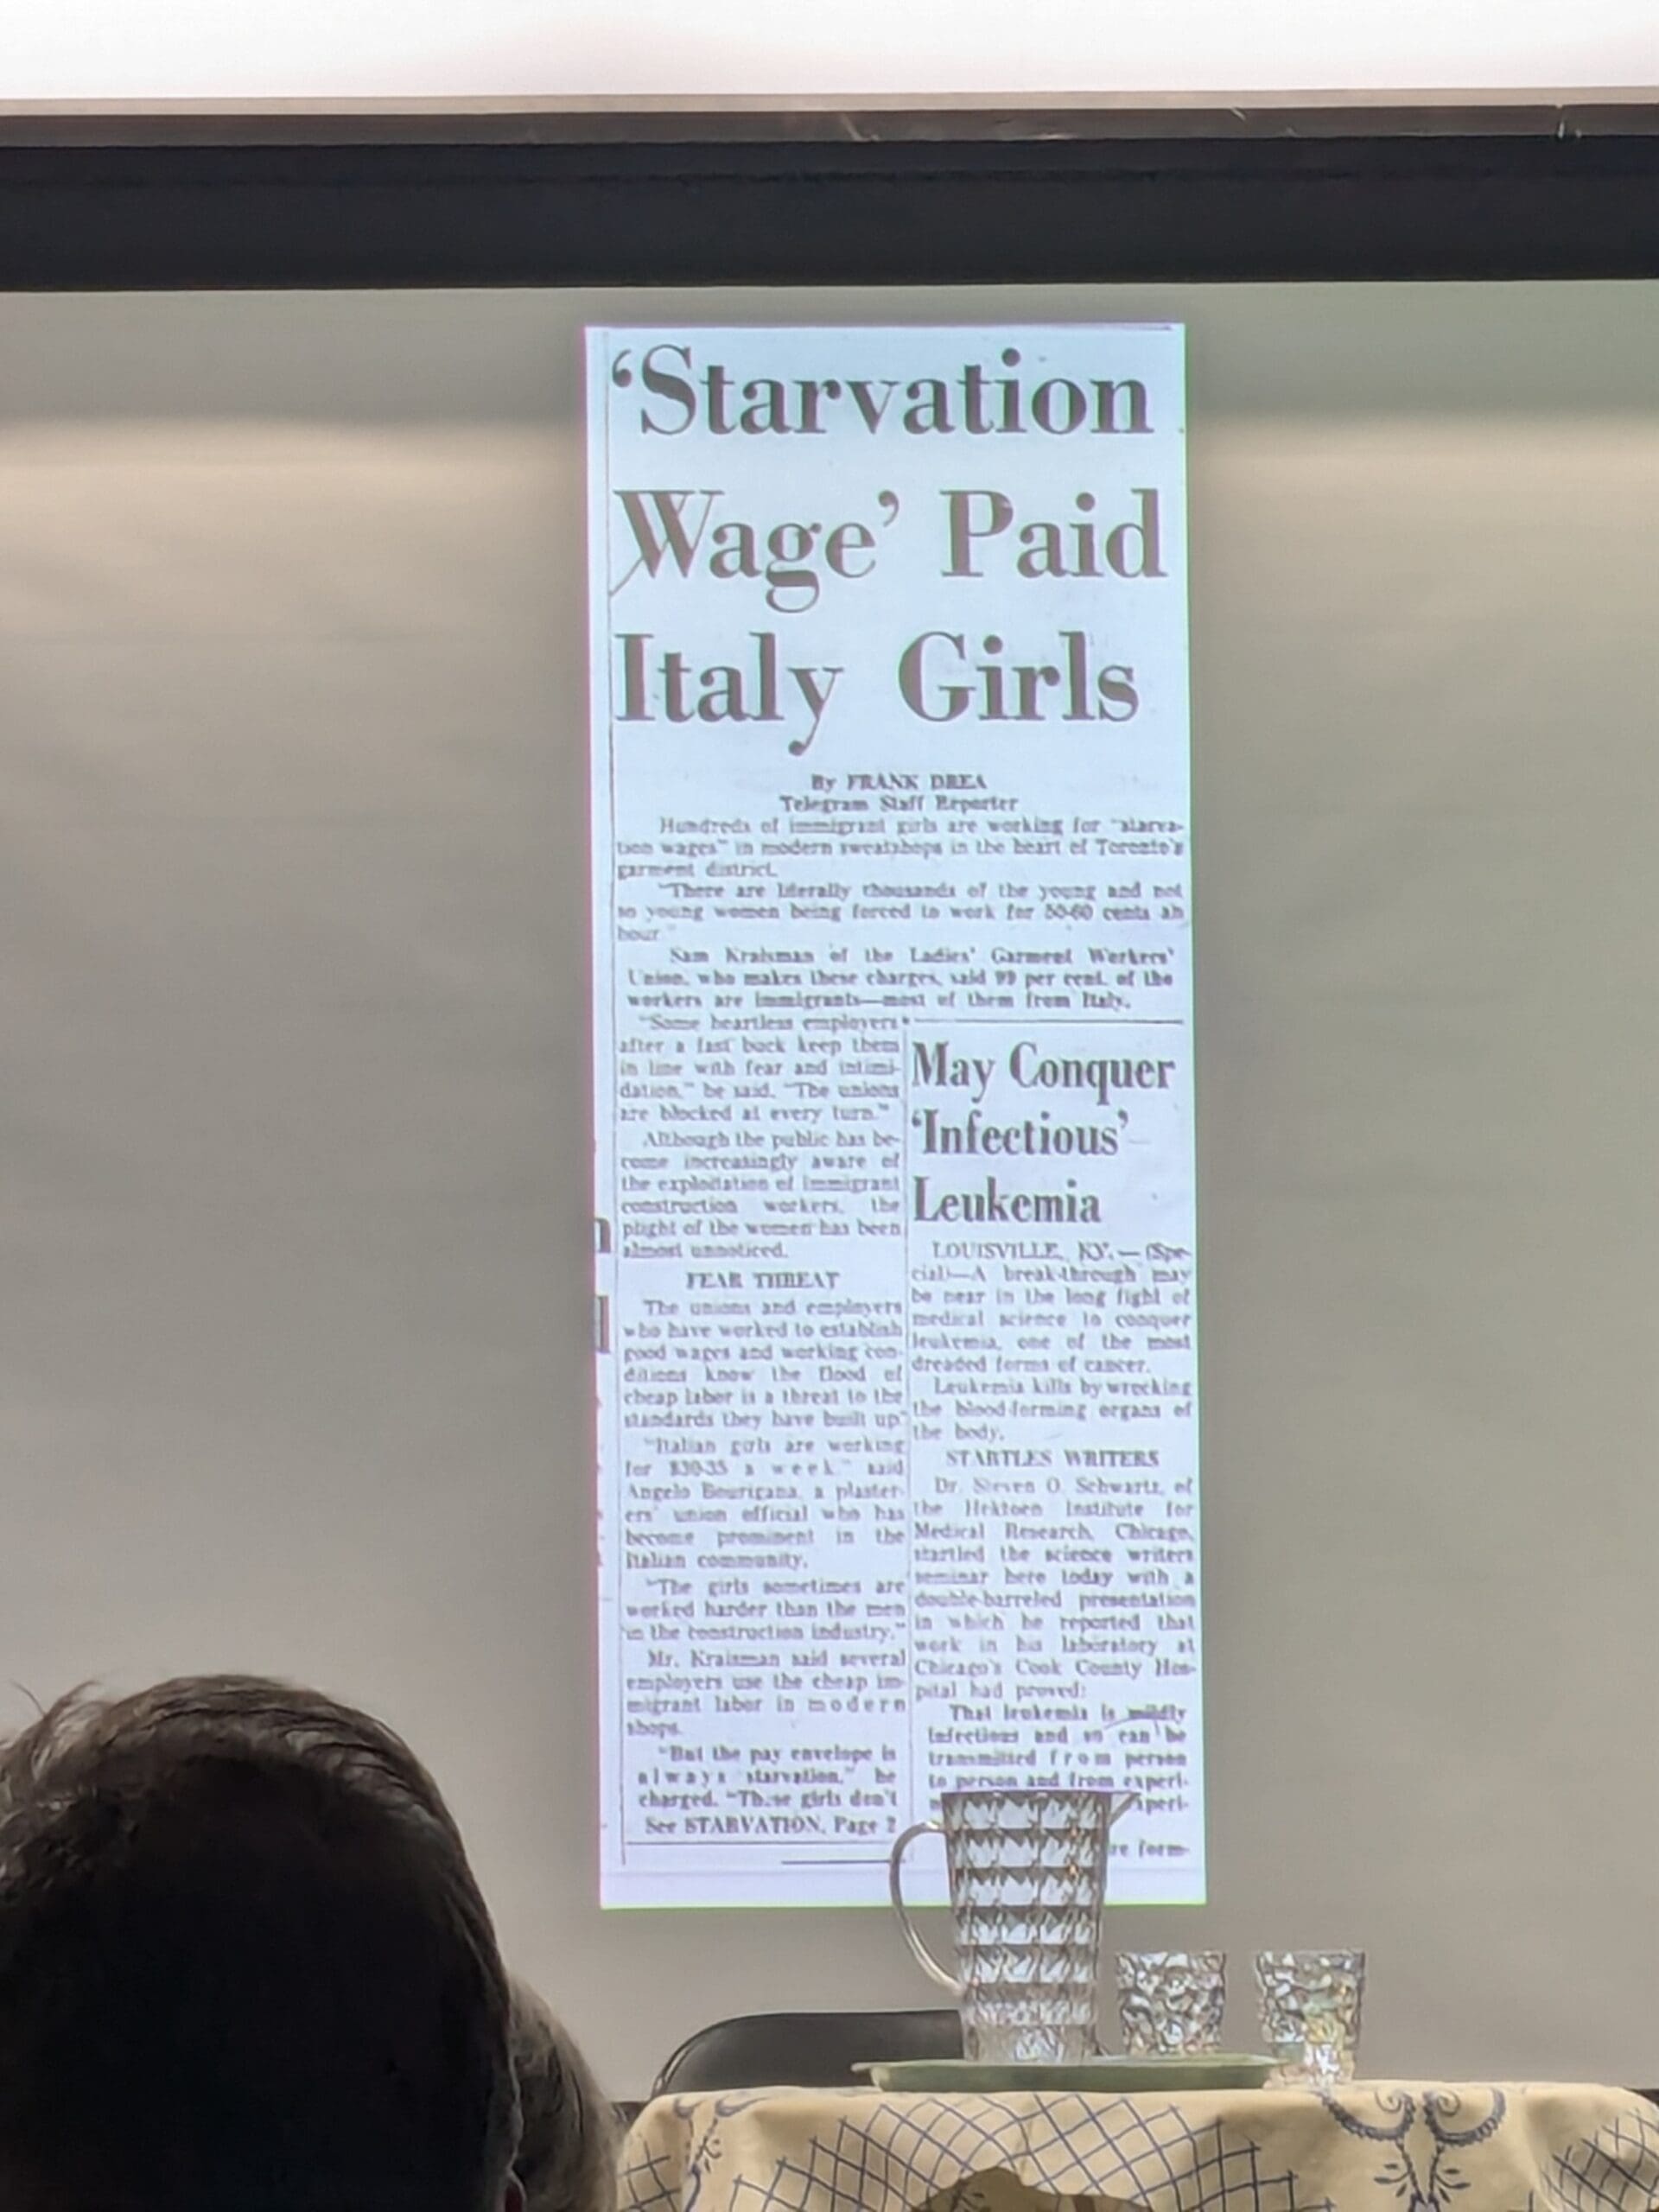 ‘Starvation
Wage’ Paid
Italy Girls
By FRANK DREA
Telegram Staff Reporter
Hundreds of immigrant girls are working for "starva-
tion wages" in modern sweatshops in the heart of Toronto's
garment district.
"There are literally thousands of the young and not
so young women being forced to work for 50-60 cents an
hour."
Sam Kraisman of the Ladies' Garment Workers'
Union, who makes these charges, said 99 per cent. of the
workers are immigrants—most of them from Italy.
"Some heartless employers
after a fast buck keep them
in line with fear and intimi-
dation," he said. "The unions
are blocked at every turn."
Although the public has be-
come increasingly aware of
the exploitation of immigrant
construction workers, the
plight of the women has been
almost unnoticed.
FEAR THREAT
The unions and employers
who have worked to establish
good wages and working con-
ditions know the flood of
cheap labor is a threat to the
standards they have built up."
"Italian girls are working
for $30-35 a week," said
Angelo a plaster-
ers' union official who has
become prominent in the
Italian community.
"The girls sometimes are
worked harder than the men
in the construction industry."
Mr. Kraisman said several
employers use the cheap im-
migrant labor in modern
shops.
"But the pay envelope is
always starvation," he
charged. "These girls don't
See STARVATION, Page 2
May Conquer
‘Infectious’
Leukemia
LOUISVILLE, KY. — (Spe-
cial)—A break-through may
be near in the long fight of
medical science to conquer
leukemia, one of the most
dreaded forms of cancer.
Leukemia kills by wrecking
the blood-forming organs of
the body.
STARTLES WRITERS
Dr. Steven O. Schwartz, of
the Hektoen Institute for
Medical Research, Chicago,
startled the science writers
seminar here today with a
double-barreled presentation
in which he reported that
work in his laboratory at
Chicago's Cook County Hos-
pital had proved:
That leukemia is mildly
infectious and so can be
transmitted from person
to person and from experi-
xperi-
re form-